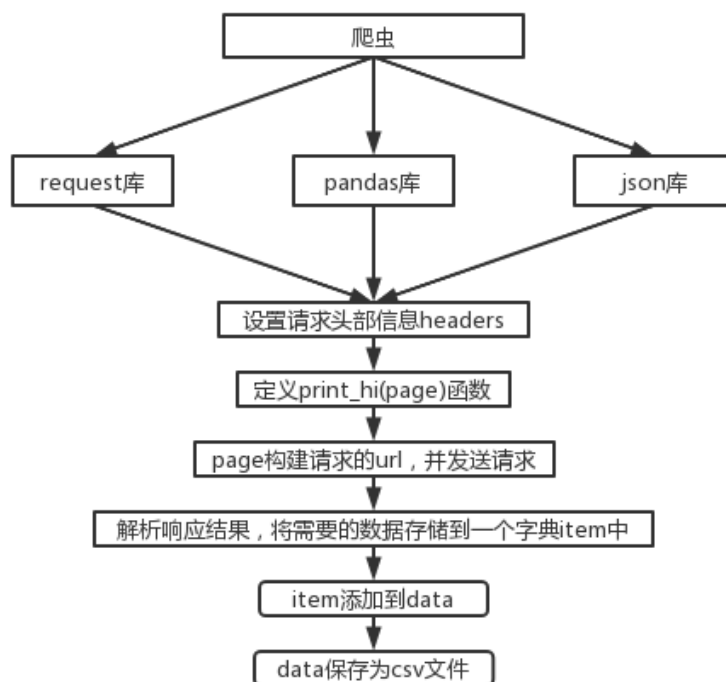 爬虫
request库
pandas库
json库
设置请求头部信息headers
定义print_hi(page)函数
page构建请求的url，并发送请求
解析响应结果，将需要的数据存储到一个字典item中
item添加到data
data保存为csv文件